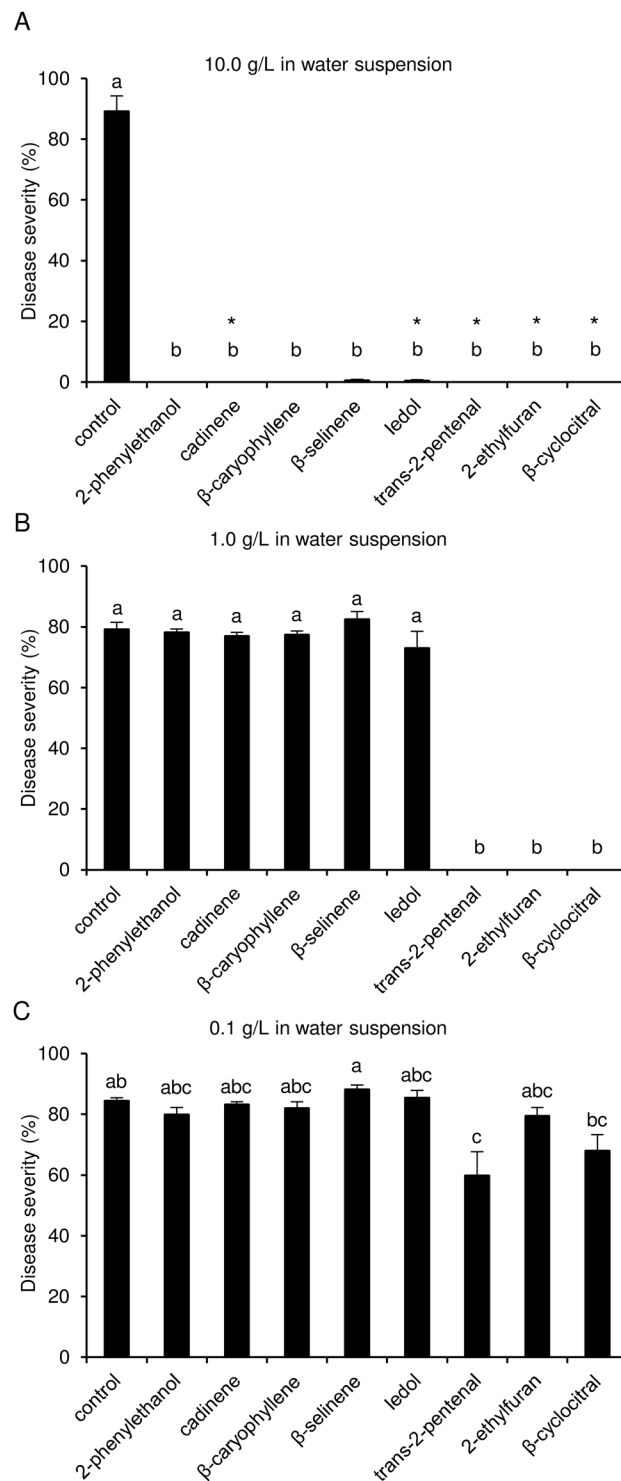 A
10.0 g/L in water suspension
Disease severity (%)
100
80
60
40
20
0
a
* * * * *
b b b b b b b b
control
2-phenylethanol
cadinene
β-caryophyllene
β-selinene
ledol
trans-2-pentenal
2-ethylfuran
β-cyclocitral
B
1.0 g/L in water suspension
Disease severity (%)
100
80
60
40
20
0
a a a a a a
b b b
control
2-phenylethanol
cadinene
β-caryophyllene
β-selinene
ledol
trans-2-pentenal
2-ethylfuran
β-cyclocitral
C
0.1 g/L in water suspension
Disease severity (%)
100
80
60
40
20
0
ab abc abc abc a abc c abc bc
control
2-phenylethanol
cadinene
β-caryophyllene
β-selinene
ledol
trans-2-pentenal
2-ethylfuran
β-cyclocitral